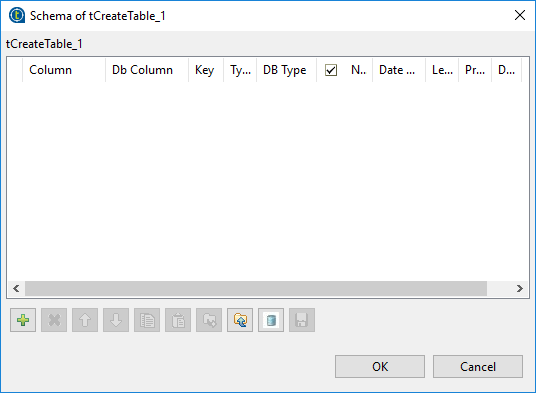 Schema of tCreateTable_1
tCreateTable_1
Column Db Column Key Ty... DB Type N.. Date ... Le... Pr... D...
OK Cancel